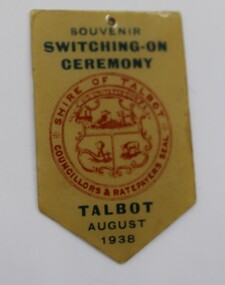 SOUVENIR
SWITCHING-ON
CEREMONY
SHIRE OF TALBOT
COUNCILLORS & RATEPAYERS SEAL
TALBOT
AUGUST
1938